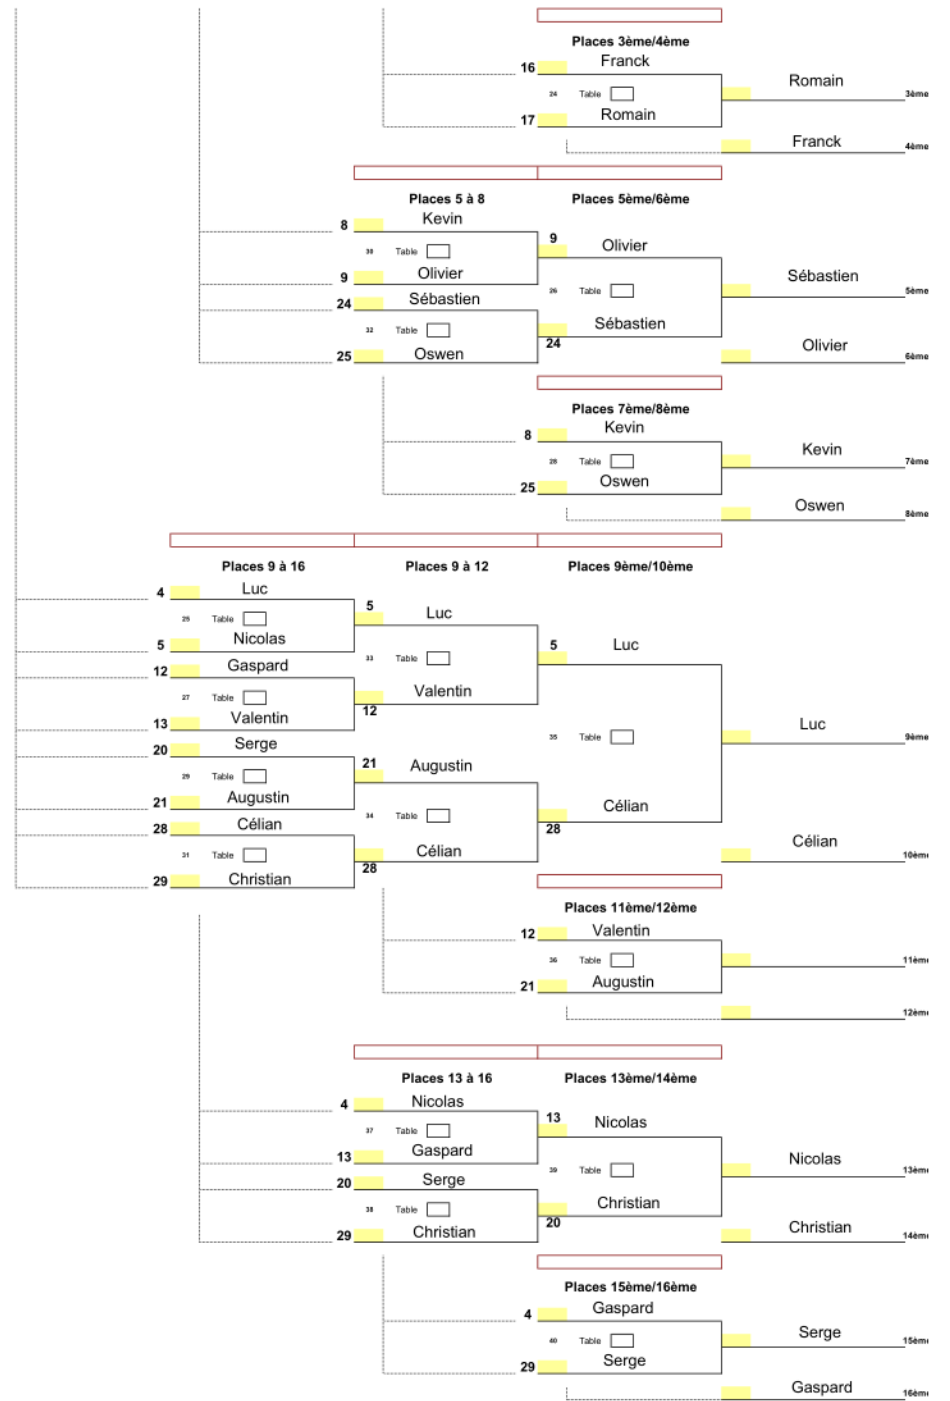 Places 3ème/4ème
16 Franck
24 Table
17 Romain
Romain 3ème
Franck 4ème
Places 5 à 8
8 Kevin
30 Table
9 Olivier
24 Sébastien
32 Table
25 Oswen
Places 5ème/6ème
9 Olivier
26 Table
Sébastien
24
Sébastien 5ème
Olivier 6ème
Places 7ème/8ème
8 Kevin
28 Table
25 Oswen
Kevin 7ème
Oswen 8ème
Places 9 à 16
4 Luc
25 Table
5 Nicolas
12 Gaspard
27 Table
13 Valentin
20 Serge
29 Table
21 Augustin
28 Célian
31 Table
29 Christian
Places 9 à 12
5 Luc
33 Table
Valentin
12
21 Augustin
34 Table
Célian
28
Places 9ème/10ème
5 Luc
35 Table
Célian
28
Luc 9ème
Célian 10ème
Places 11ème/12ème
12 Valentin
36 Table
21 Augustin
11ème
12ème
Places 13 à 16
4 Nicolas
37 Table
13 Gaspard
20 Serge
38 Table
29 Christian
Places 13ème/14ème
13 Nicolas
39 Table
Christian
20
Nicolas 13ème
Christian 14ème
Places 15ème/16ème
4 Gaspard
40 Table
29 Serge
Serge 15ème
Gaspard 16ème